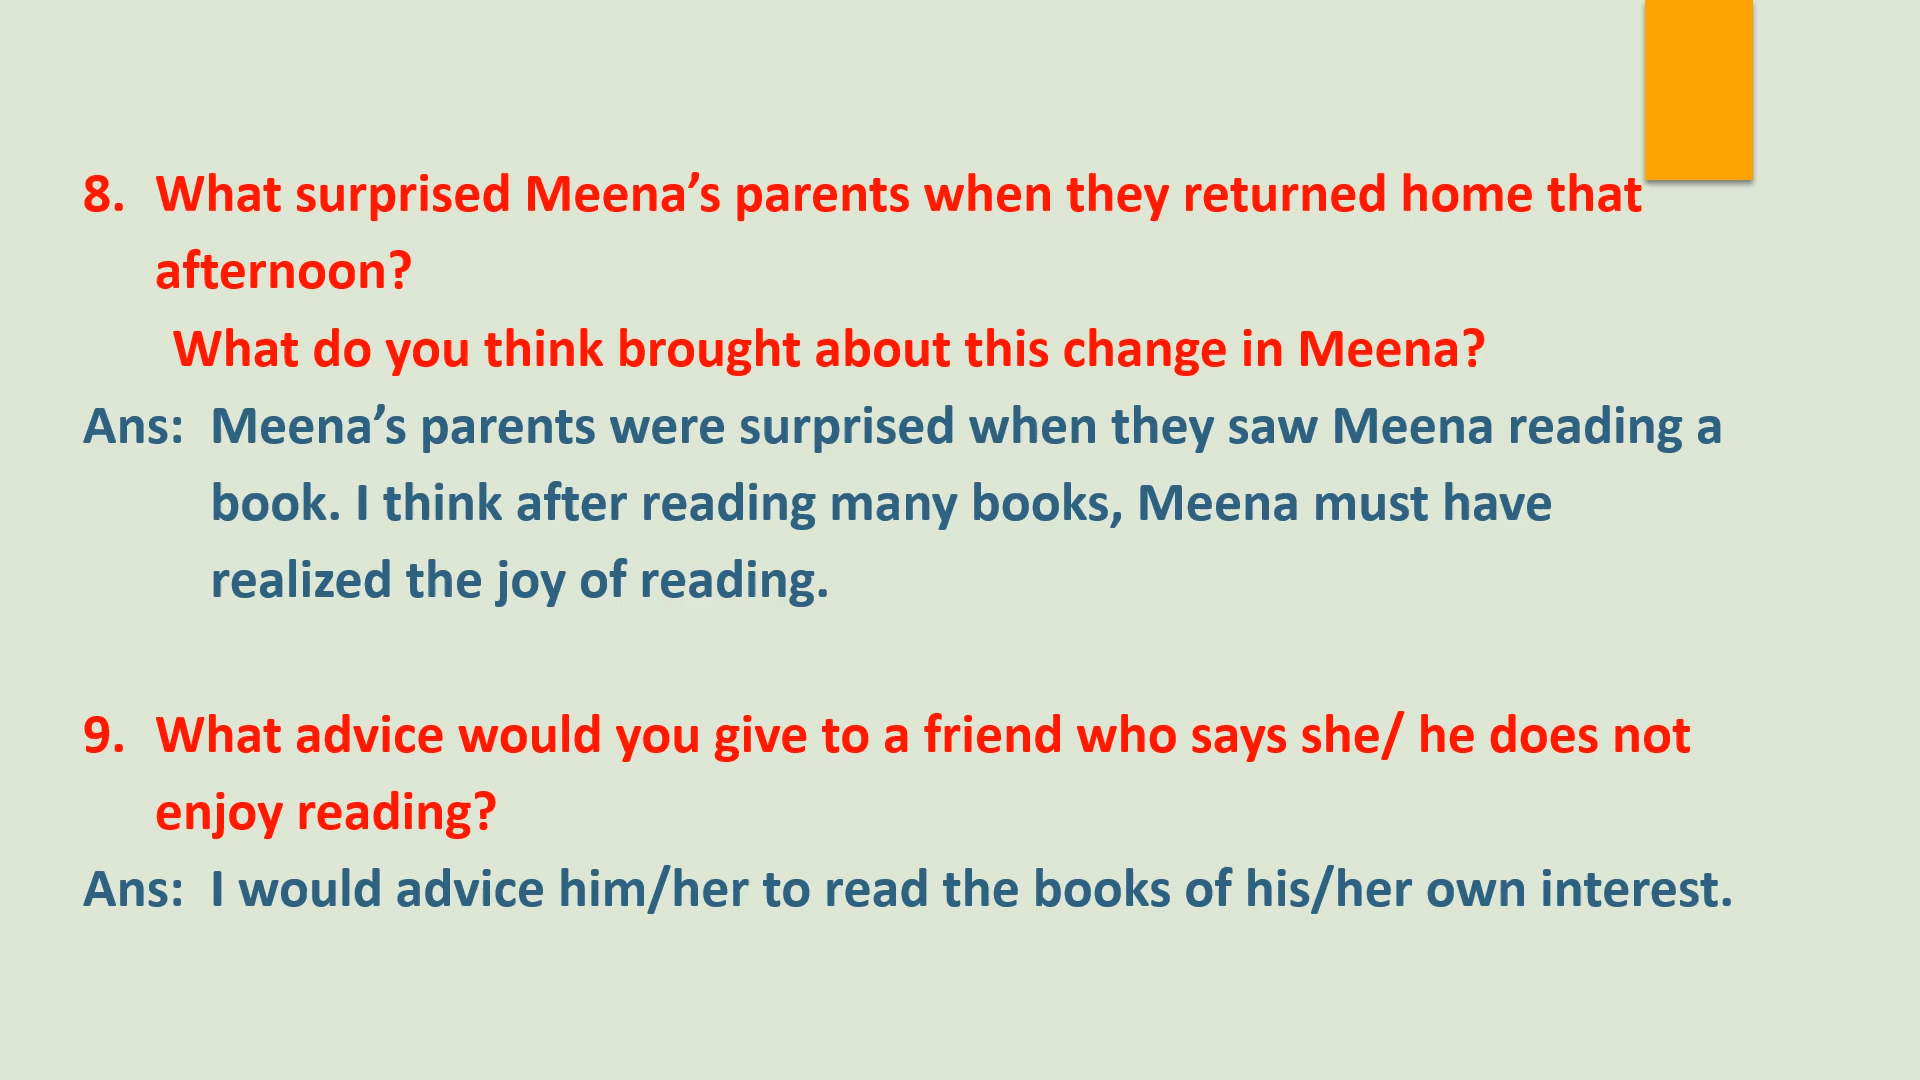 8. What surprised Meena’s parents when they returned home that
afternoon?
What do you think brought about this change in Meena?
Ans: Meena’s parents were surprised when they saw Meena reading a
book. I think after reading many books, Meena must have
realized the joy of reading.
9. What advice would you give to a friend who says she/ he does not
enjoy reading?
Ans: I would advice him/her to read the books of his/her own interest.